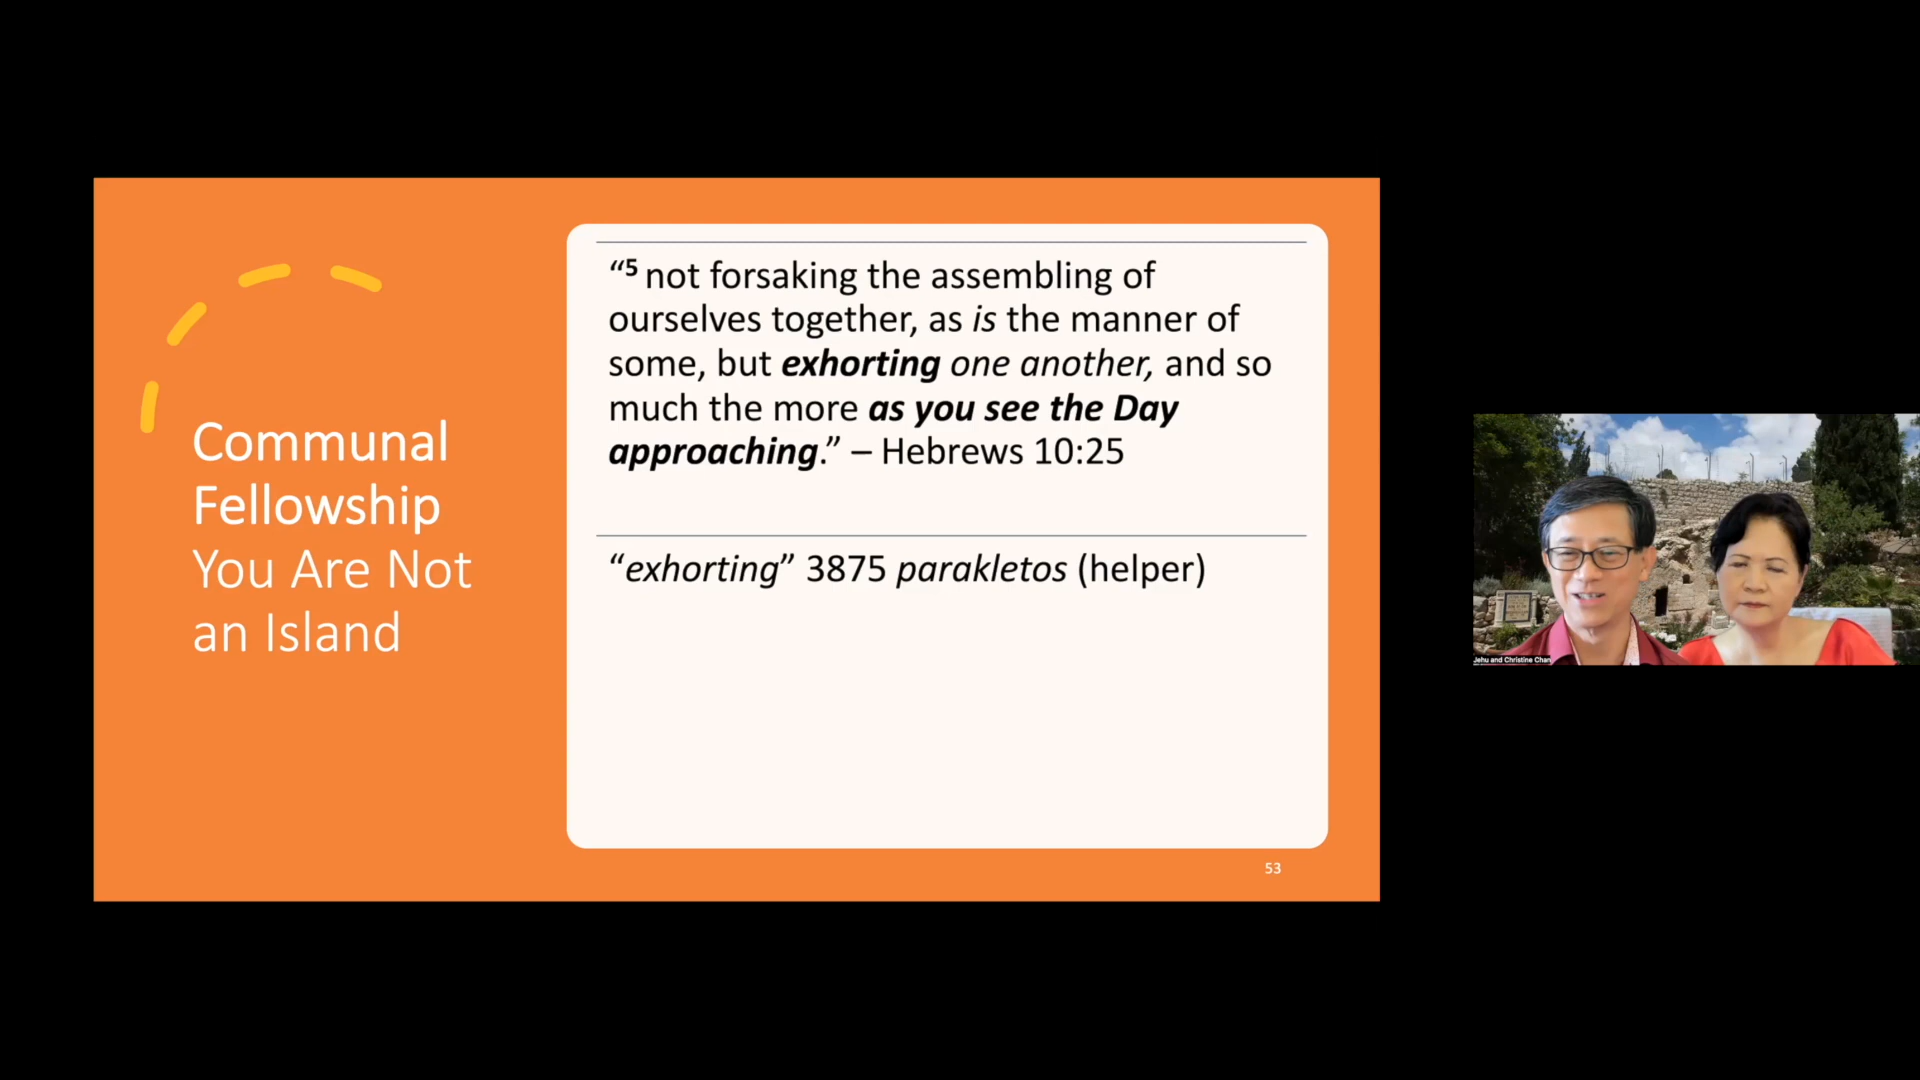 Communal
Fellowship
You Are Not
an Island
“5 not forsaking the assembling of
ourselves together, as is the manner of
some, but exhorting one another, and so
much the more as you see the Day
approaching.” – Hebrews 10:25
“exhorting” 3875 parakletos (helper)
53
Jehu and Christine Chan